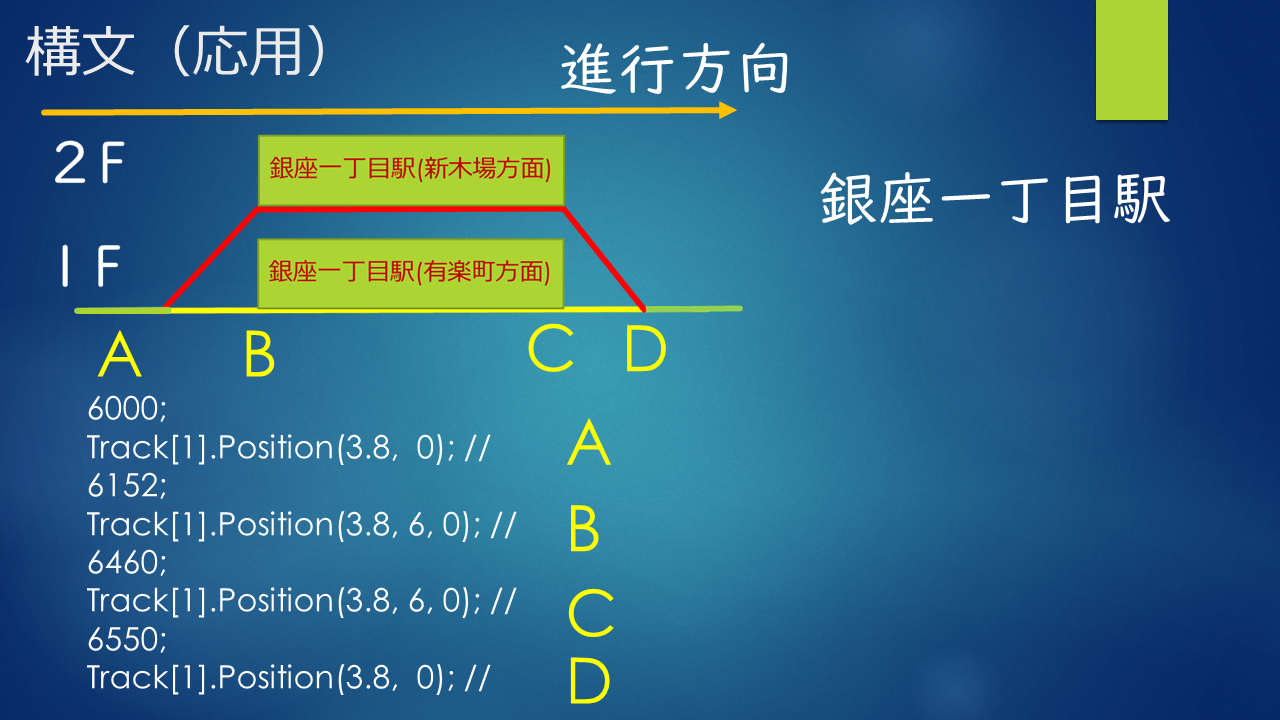 構文（応用）
進行方向
２Ｆ
銀座一丁目駅(新木場方面)
銀座一丁目駅
１Ｆ
銀座一丁目駅(有楽町方面)
A B C D
6000;
Track[1].Position(3.8,  0); // A
6152;
Track[1].Position(3.8, 6, 0); // B
6460;
Track[1].Position(3.8, 6, 0); // C
6550;
Track[1].Position(3.8,  0); // D